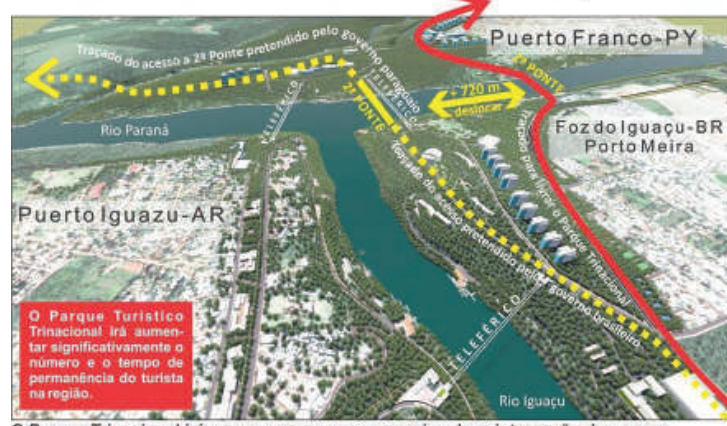 Traçado do acesso a 2ª Ponte pretendido pelo governo paraguaio
Puerto Franco-PY
TELEFÉRICO
TELEFÉRICO
2ª PONTE
+ 720 m
deslocar
2ª PONTE
Rio Paraná
Foz do Iguaçu-BR
Porto Meira
Traçado para liberar o Parque Trinacional
Traçado do acesso pretendido pelo governo brasileiro
Puerto Iguazu-AR
TELEFÉRICO
O Parque Turístico
Trinacional irá aumen-
tar significativamente o
número e o tempo de
permanência do turista
na região.
Rio Iguaçu